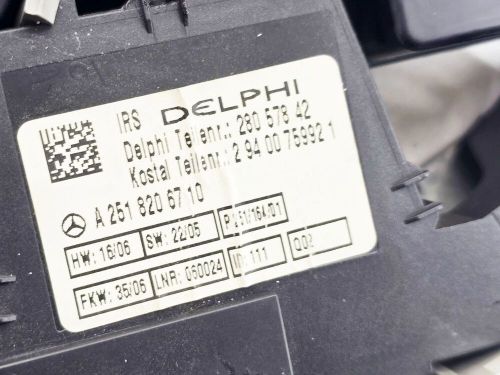 IRS DELPHI
Delphi Teilenr.: 280 578 42
Kostal Teilenr.: 2 94 00 75992 1
A 251 820 67 10
HW: 16/06 SW: 22/05
FKW: 35/06 LNR: 060024 ID: 111 Q02